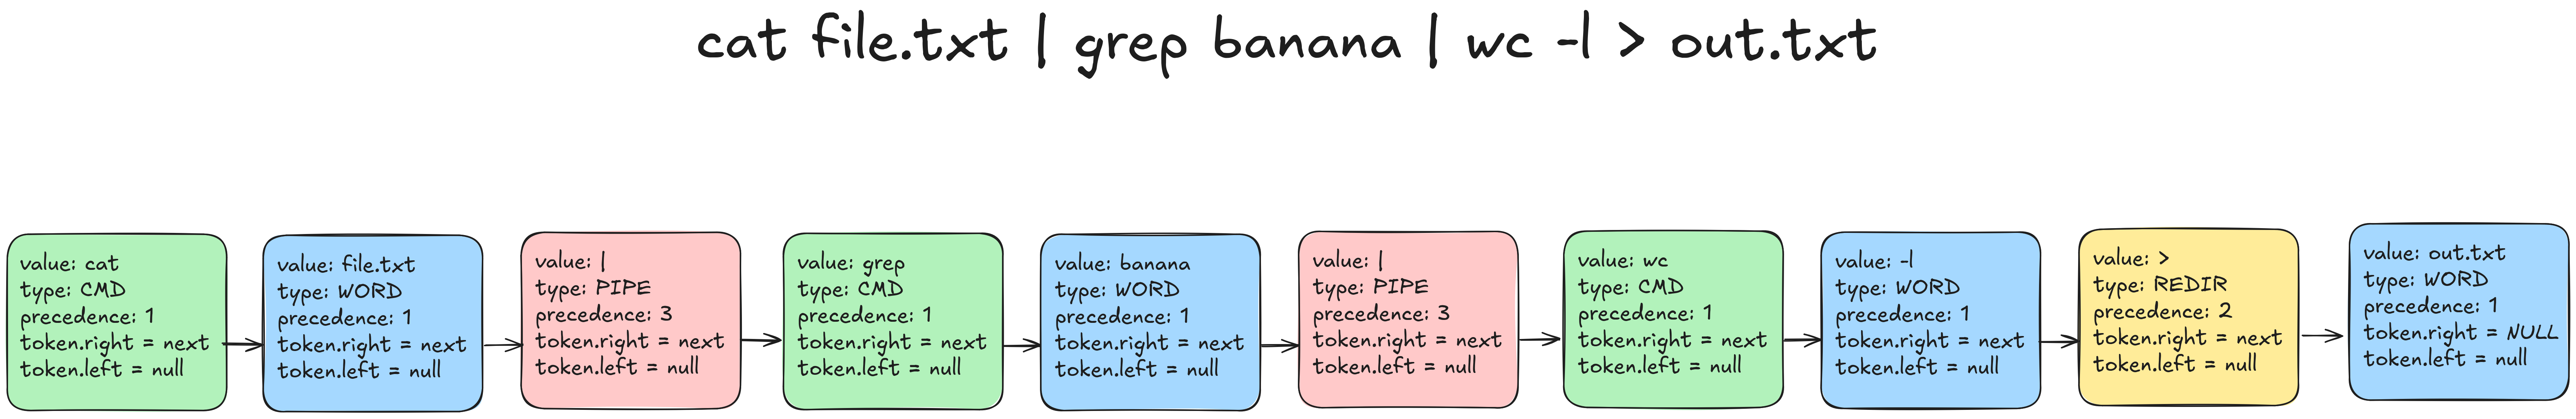 cat file.txt | grep banana | wc -l > out.txt
value: cat
type: CMD
precedence: 1
token.right = next
token.left = null
value: file.txt
type: WORD
precedence: 1
token.right = next
token.left = null
value: |
type: PIPE
precedence: 3
token.right = next
token.left = null
value: grep
type: CMD
precedence: 1
token.right = next
token.left = null
value: banana
type: WORD
precedence: 1
token.right = next
token.left = null
value: |
type: PIPE
precedence: 3
token.right = next
token.left = null
value: wc
type: CMD
precedence: 1
token.right = next
token.left = null
value: -l
type: WORD
precedence: 1
token.right = next
token.left = null
value: >
type: REDIR
precedence: 2
token.right = next
token.left = null
value: out.txt
type: WORD
precedence: 1
token.right = NULL
token.left = null